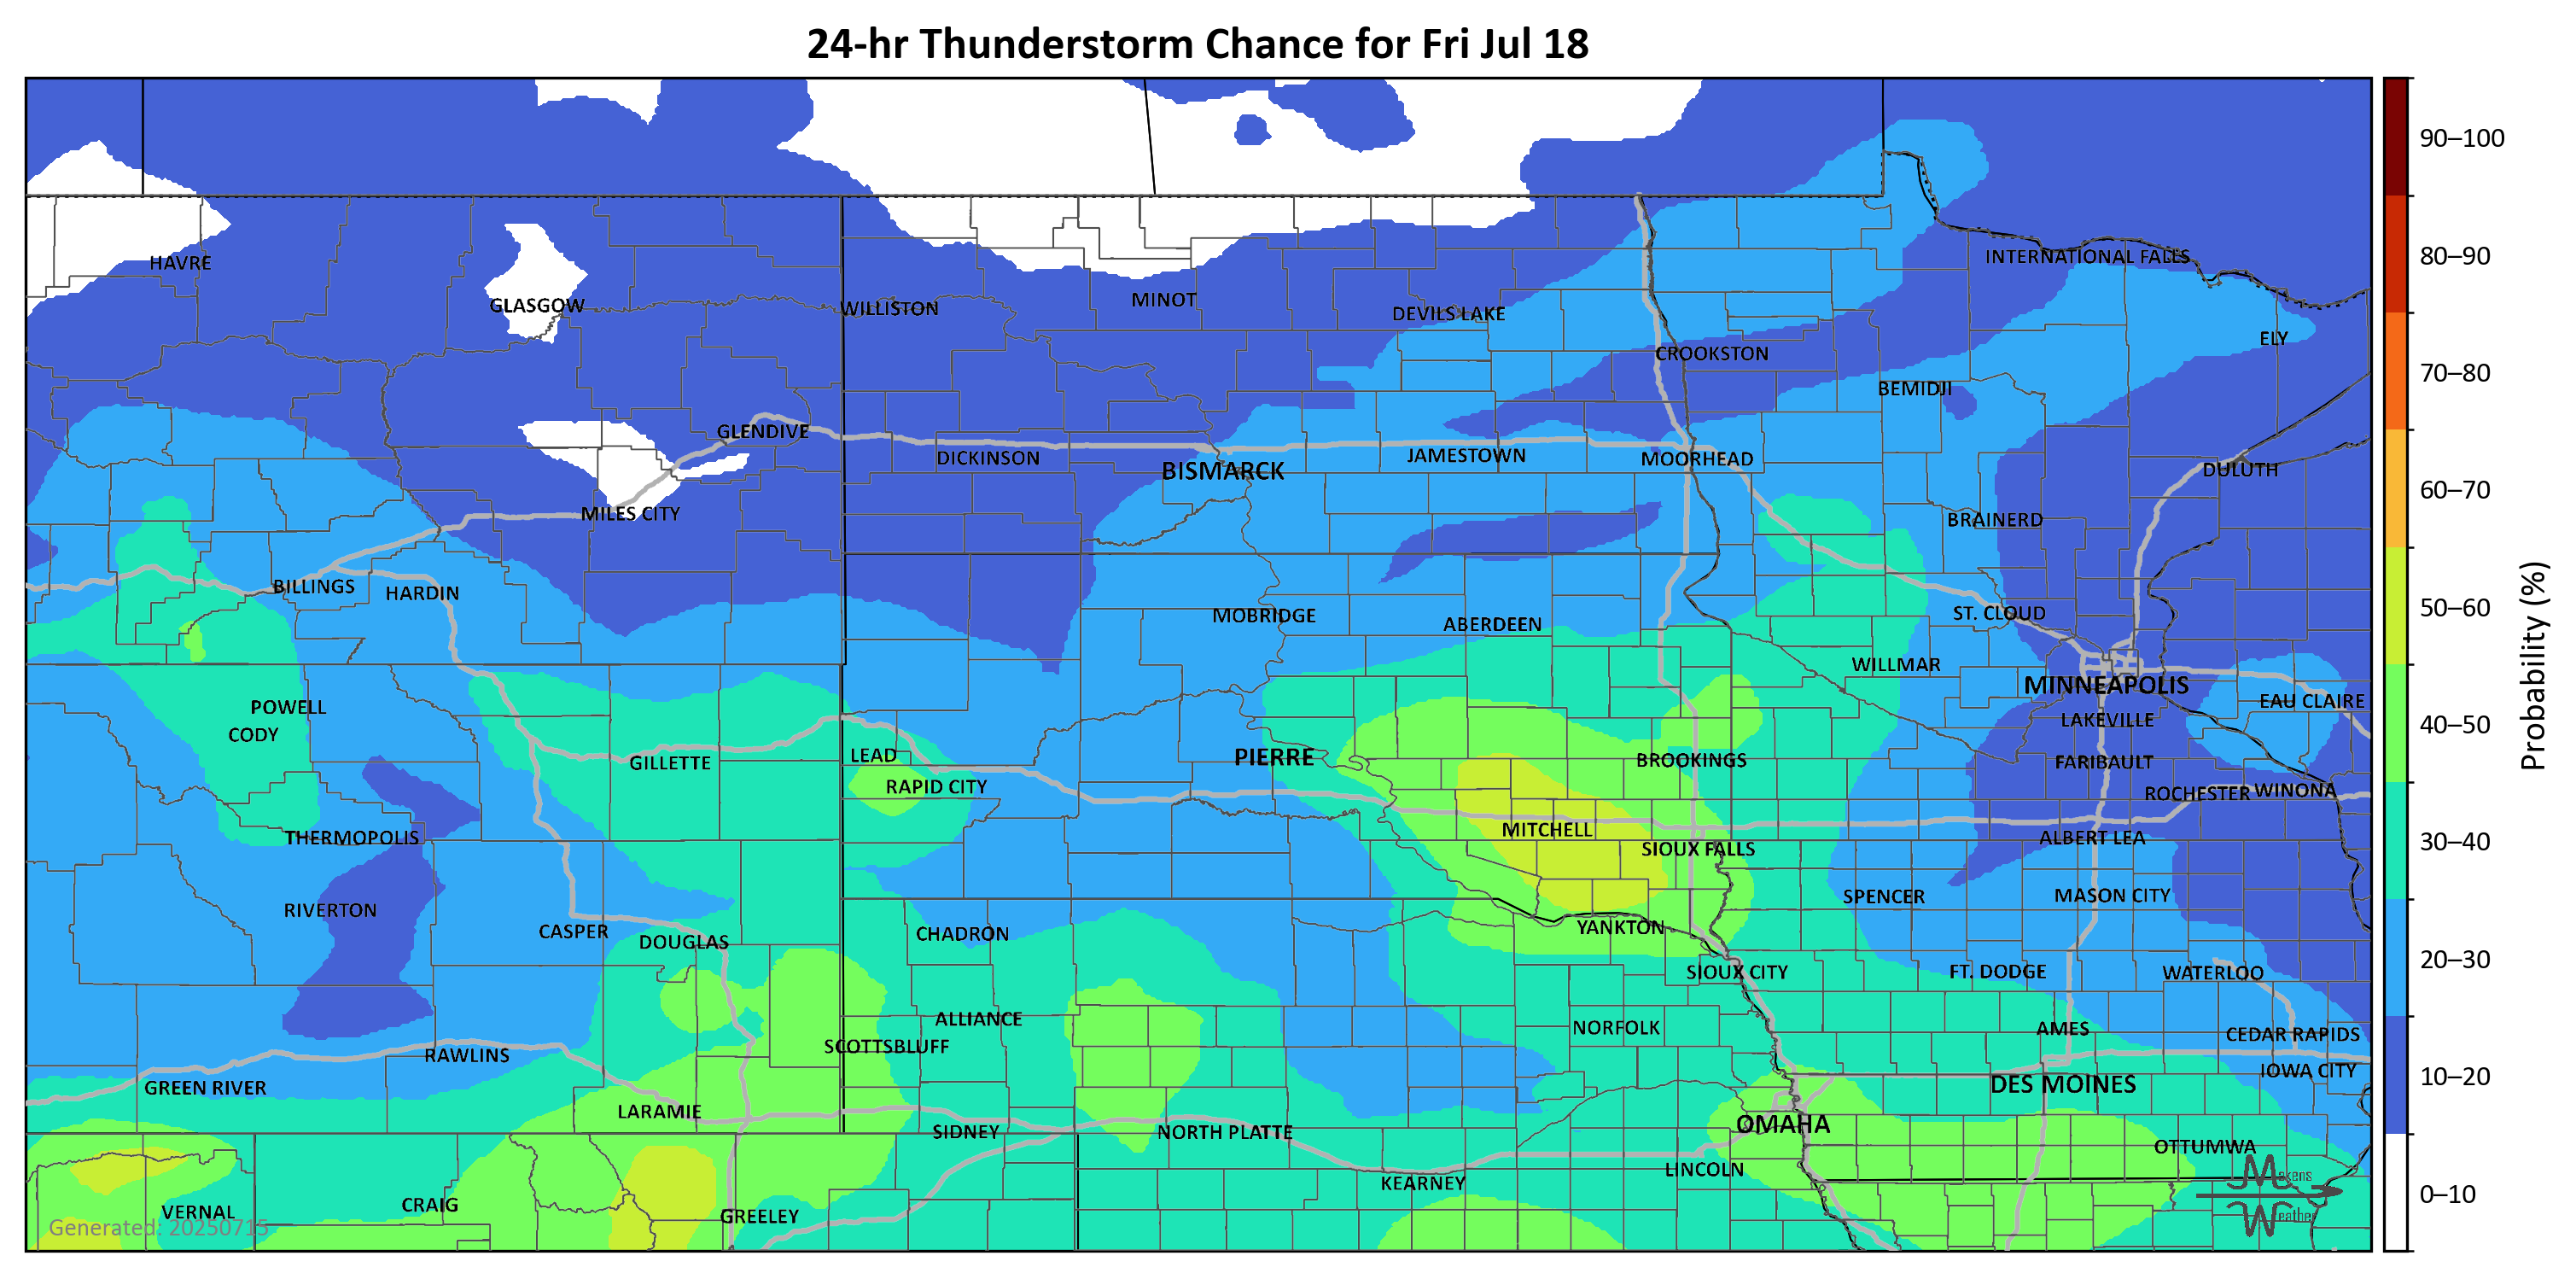 24-hr Thunderstorm Chance for Fri Jul 18
90–100
80–90
70–80
60–70
50–60
40–50
30–40
20–30
10–20
0–10
Probability (%)
HAVRE
INTERNATIONAL FALLS
GLASGOW
WILLISTON
MINOT
DEVILS LAKE
ELY
CROOKSTON
BEMIDJI
GLENDIVE
DICKINSON
BISMARCK
JAMESTOWN
MOORHEAD
DULUTH
MILES CITY
BRAINERD
BILLINGS
HARDIN
MOBRIDGE
ABERDEEN
ST. CLOUD
WILLMAR
MINNEAPOLIS
EAU CLAIRE
POWELL
CODY
LAKEVILLE
GILLETTE
LEAD
PIERRE
BROOKINGS
FARIBAULT
RAPID CITY
ROCHESTER
WINONA
THERMOPOLIS
MITCHELL
SIOUX FALLS
ALBERT LEA
RIVERTON
SPENCER
MASON CITY
CASPER
DOUGLAS
CHADRON
YANKTON
SIOUX CITY
FT. DODGE
WATERLOO
ALLIANCE
NORFOLK
AMES
CEDAR RAPIDS
RAWLINS
SCOTTSBLUFF
IOWA CITY
GREEN RIVER
DES MOINES
LARAMIE
OMAHA
SIDNEY
NORTH PLATTE
OTTUMWA
LINCOLN
KEARNEY
VERNAL
CRAIG
GREELEY
Generated: 20250715
Makens
Weather